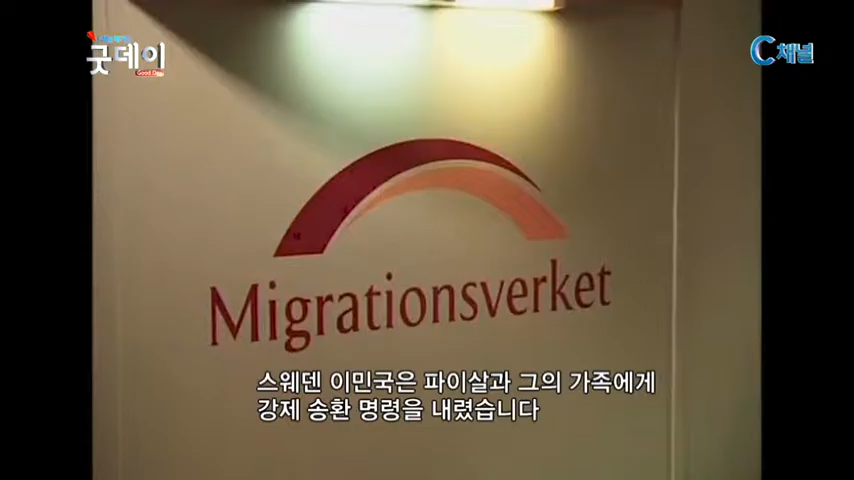 굿데이
Good Day
C채널
Migrationsverket
스웨덴 이민국은 파이살과 그의 가족에게
강제 송환 명령을 내렸습니다